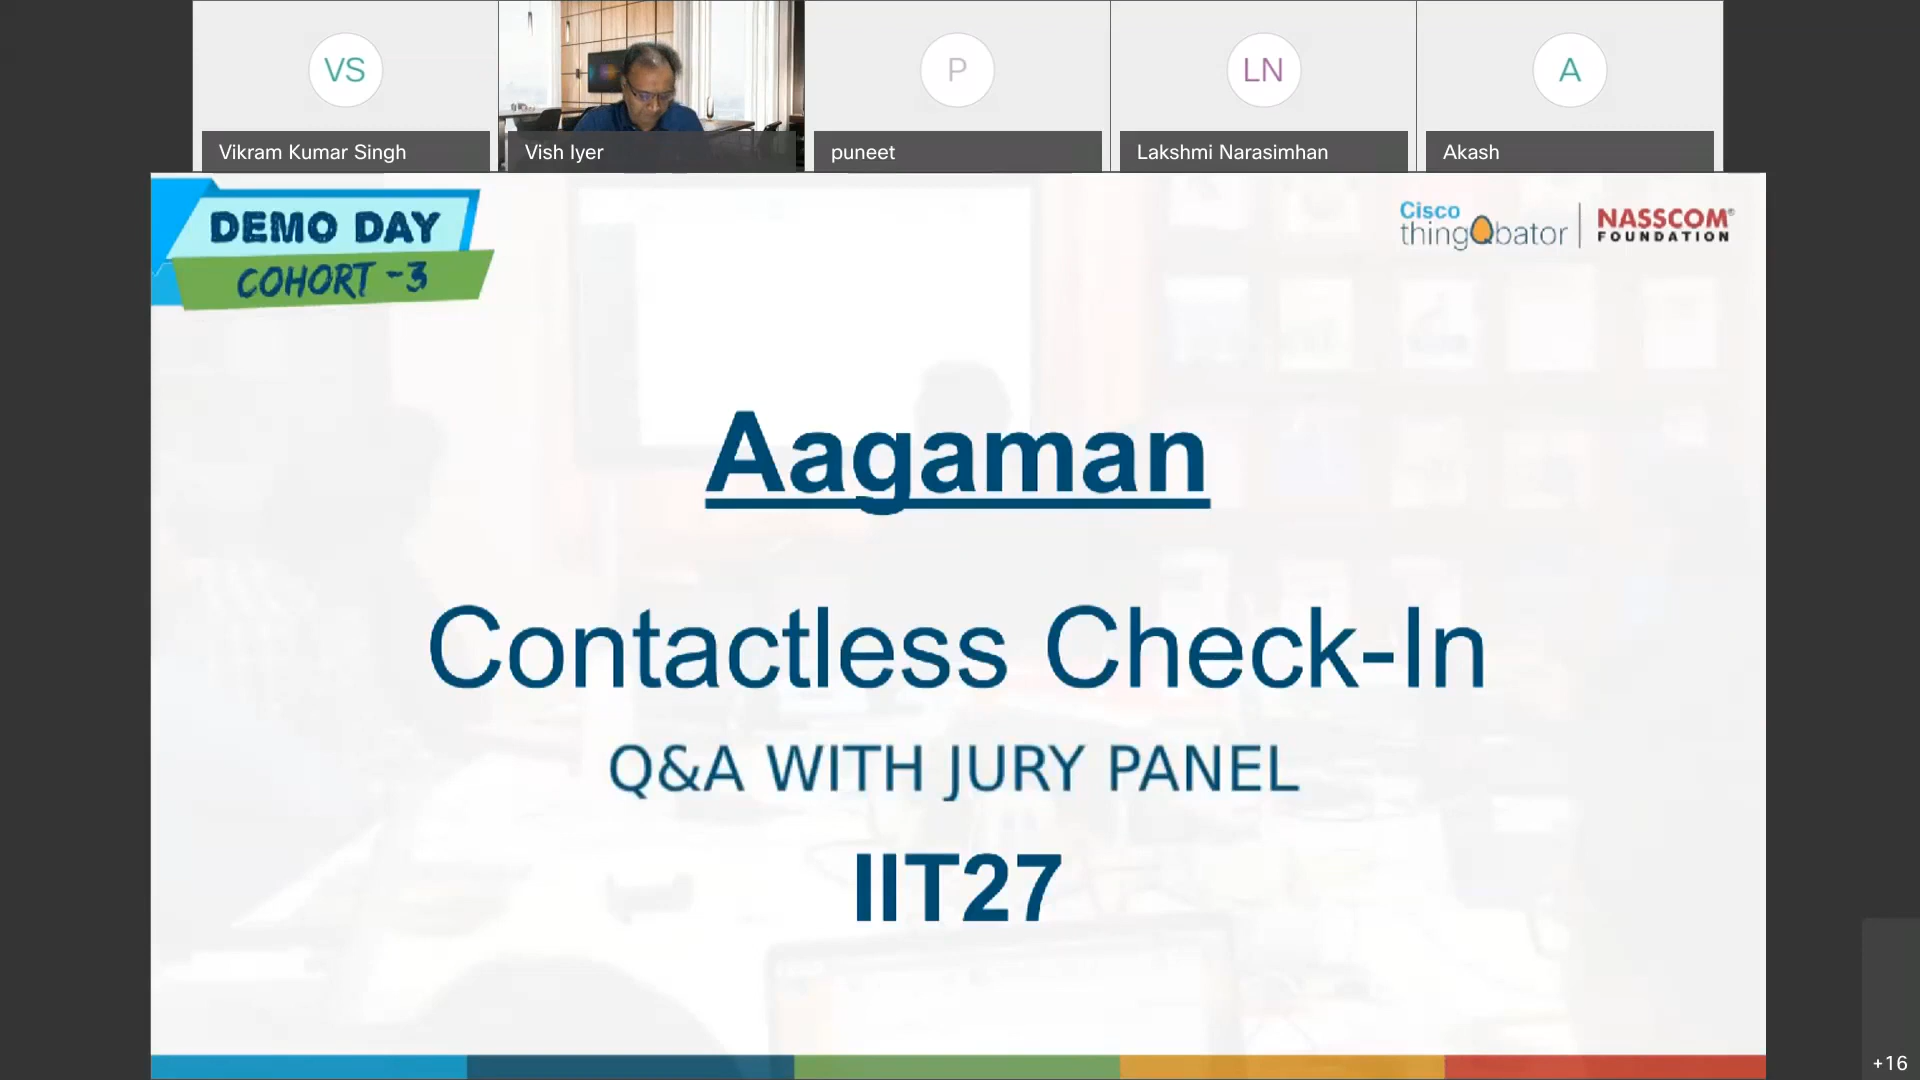 VS
P
LN
A
Vikram Kumar Singh
Vish Iyer
puneet
Lakshmi Narasimhan
Akash
DEMO DAY
COHORT -3
Cisco
thingQbator
NASSCOM®
FOUNDATION
Aagaman
Contactless Check-In
Q&A WITH JURY PANEL
IIT27
+16